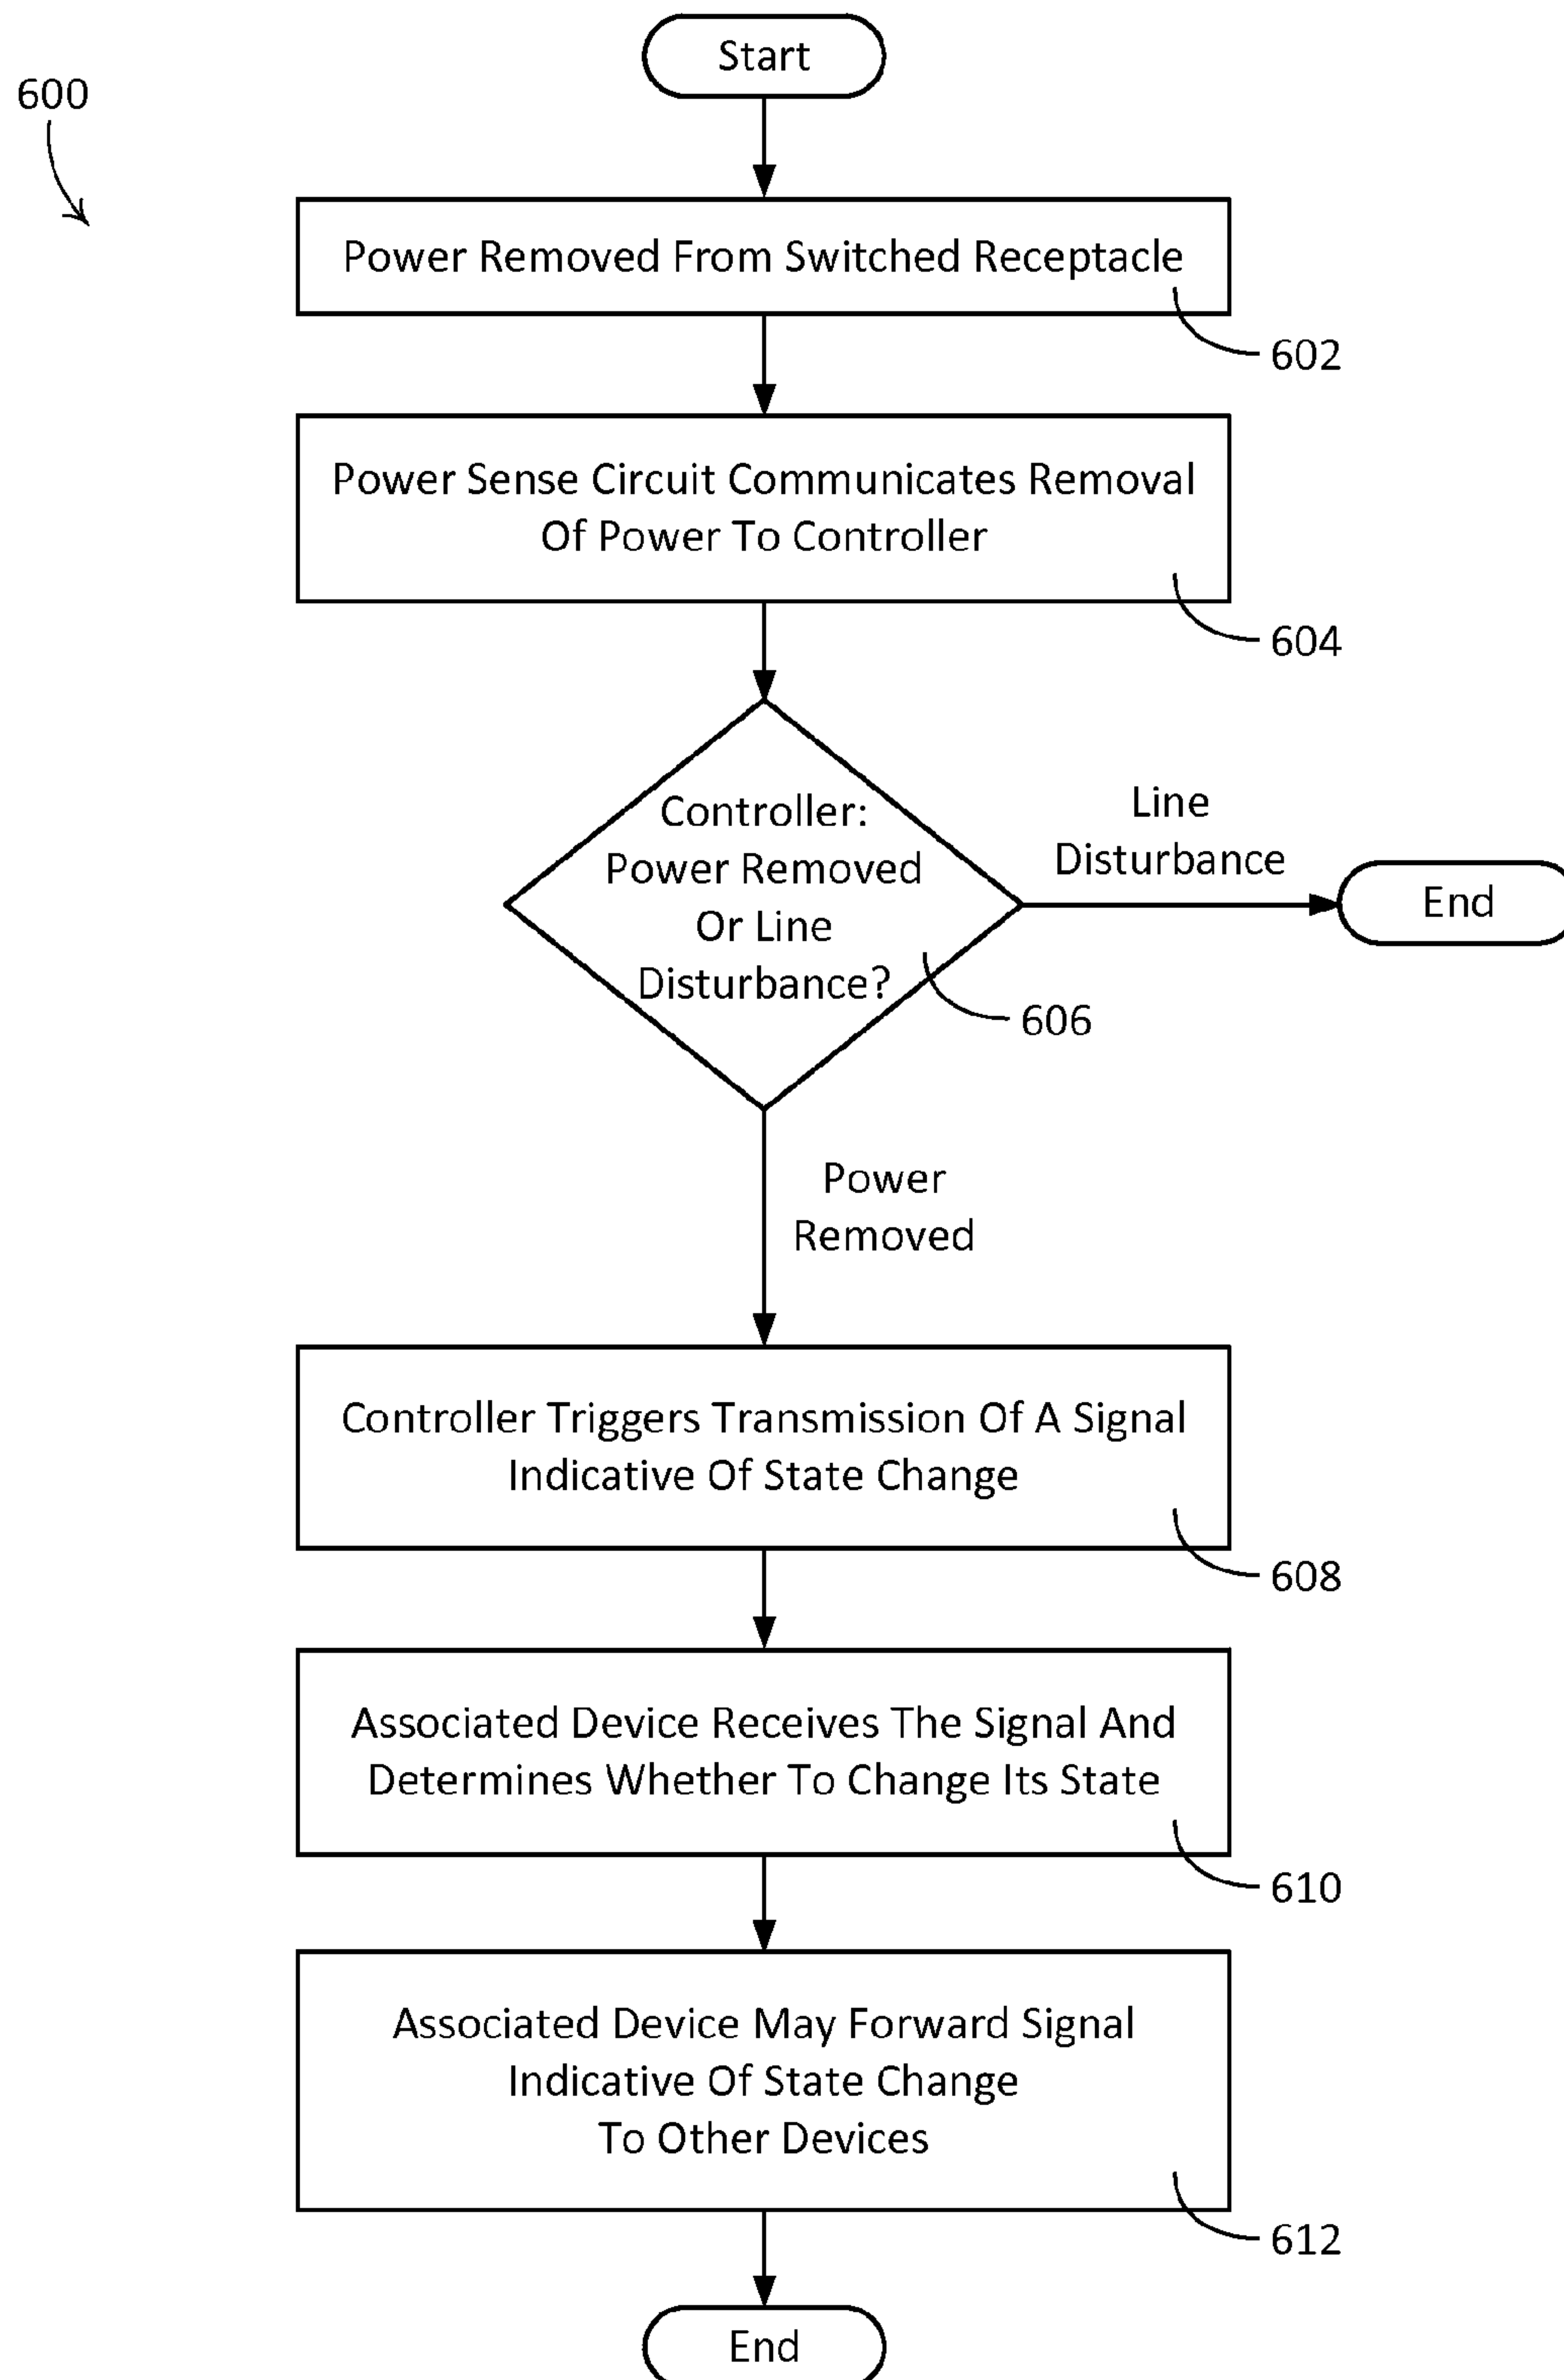 Start
600
Power Removed From Switched Receptacle
602
Power Sense Circuit Communicates Removal
Of Power To Controller
604
Controller:
Power Removed
Or Line
Disturbance?
606
Line
Disturbance
End
Power
Removed
Controller Triggers Transmission Of A Signal
Indicative Of State Change
608
Associated Device Receives The Signal And
Determines Whether To Change Its State
610
Associated Device May Forward Signal
Indicative Of State Change
To Other Devices
612
End